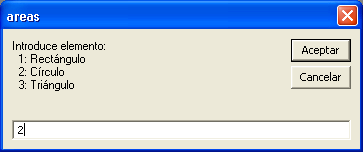 areas
Introduce elemento:
1: Rectángulo
2: Círculo
3: Triángulo
Aceptar
Cancelar
2